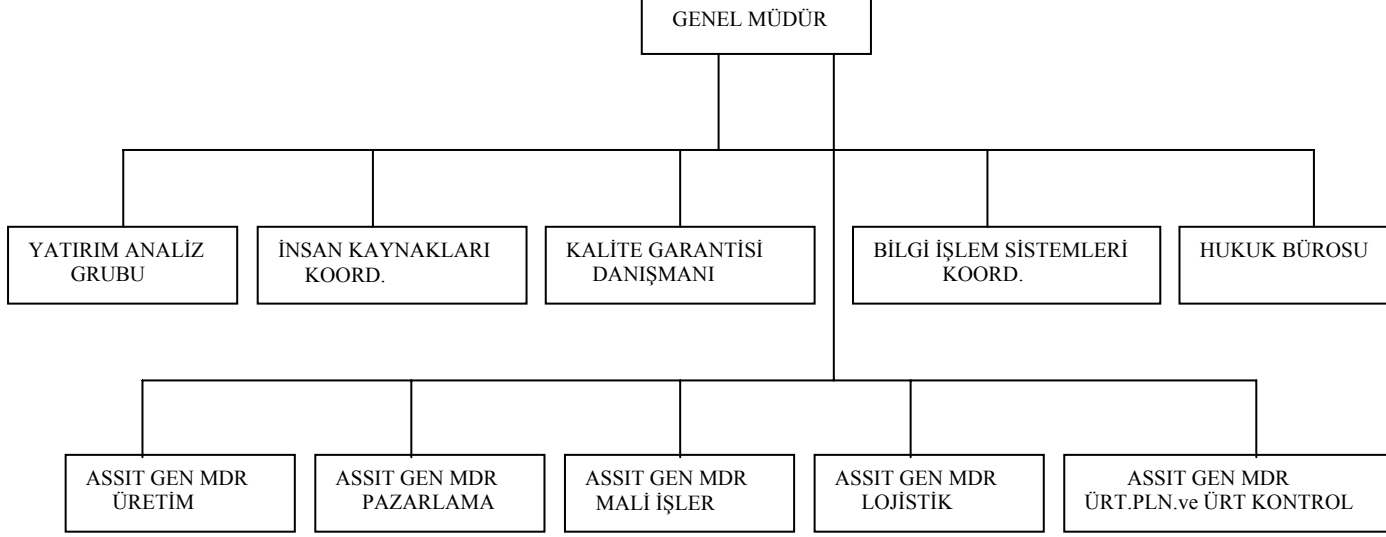 GENEL MÜDÜR
YATIRIM ANALİZ
GRUBU
İNSAN KAYNAKLARI
KOORD.
KALİTE GARANTİSİ
DANIŞMANI
BİLGİ İŞLEM SİSTEMLERİ
KOORD.
HUKUK BÜROSU
ASSIT GEN MDR
ÜRETİM
ASSIT GEN MDR
PAZARLAMA
ASSIT GEN MDR
MALİ İŞLER
ASSIT GEN MDR
LOJİSTİK
ASSIT GEN MDR
ÜRT.PLN.ve ÜRT KONTROL